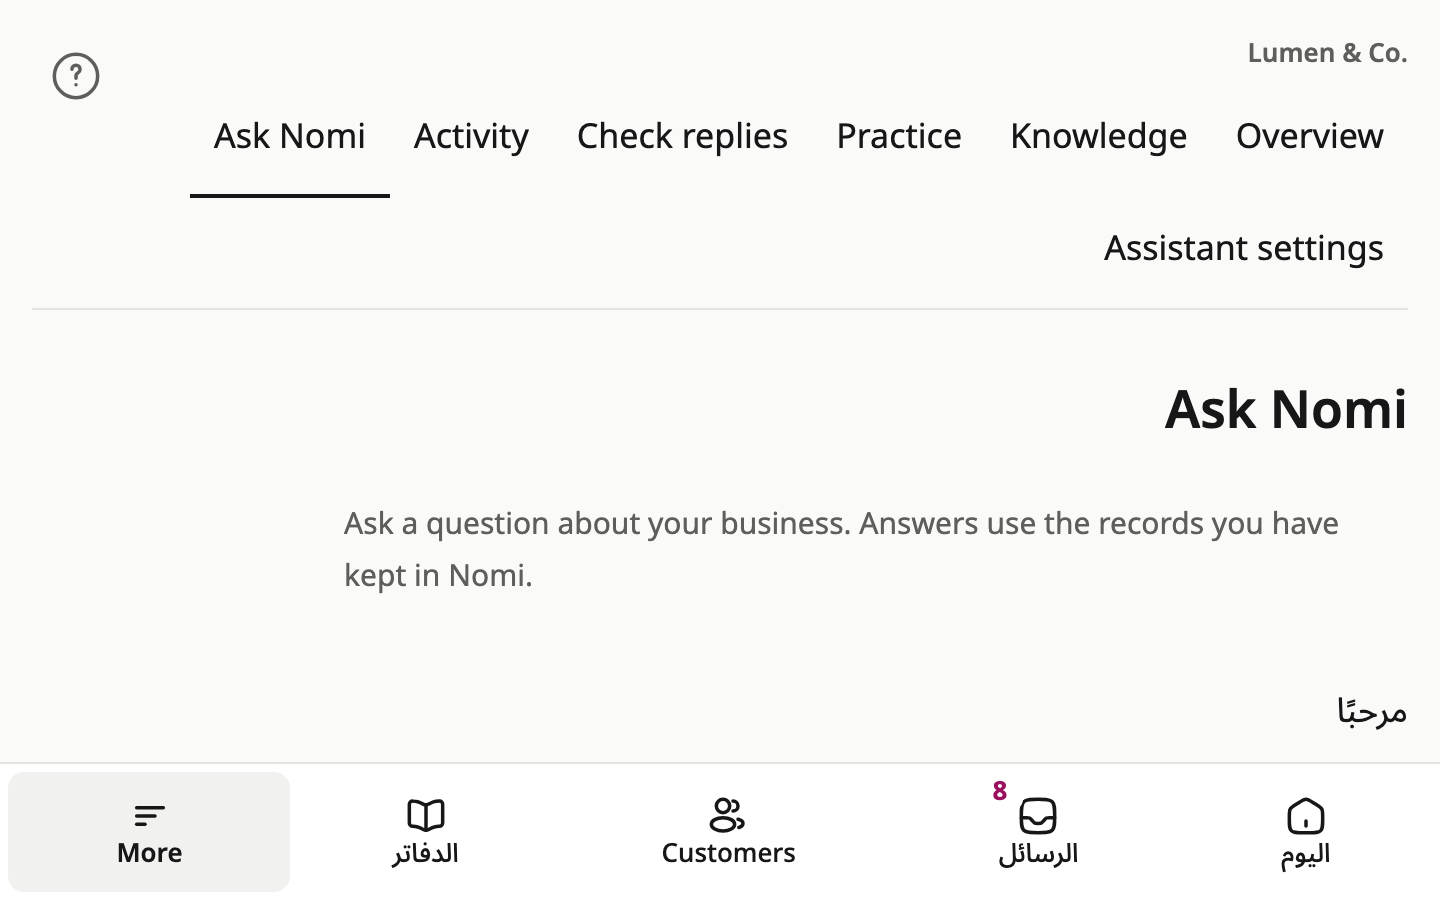 Lumen & Co.
Ask Nomi Activity Check replies Practice Knowledge Overview
Assistant settings
Ask Nomi
Ask a question about your business. Answers use the records you have
kept in Nomi.
مرحبًا
8
More الدفاتر Customers الرسائل اليوم